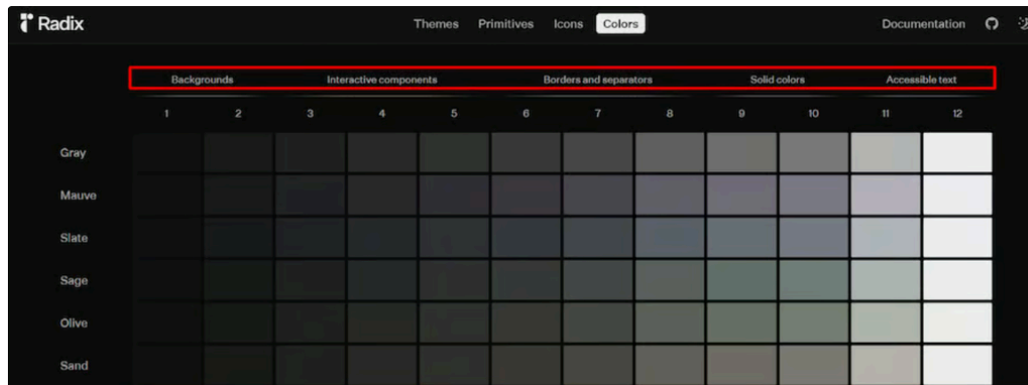 Radix Themes Primitives Icons Colors Documentation
Backgrounds Interactive components Borders and separators Solid colors Accessible text
1 2 3 4 5 6 7 8 9 10 11 12
Gray
Mauve
Slate
Sage
Olive
Sand